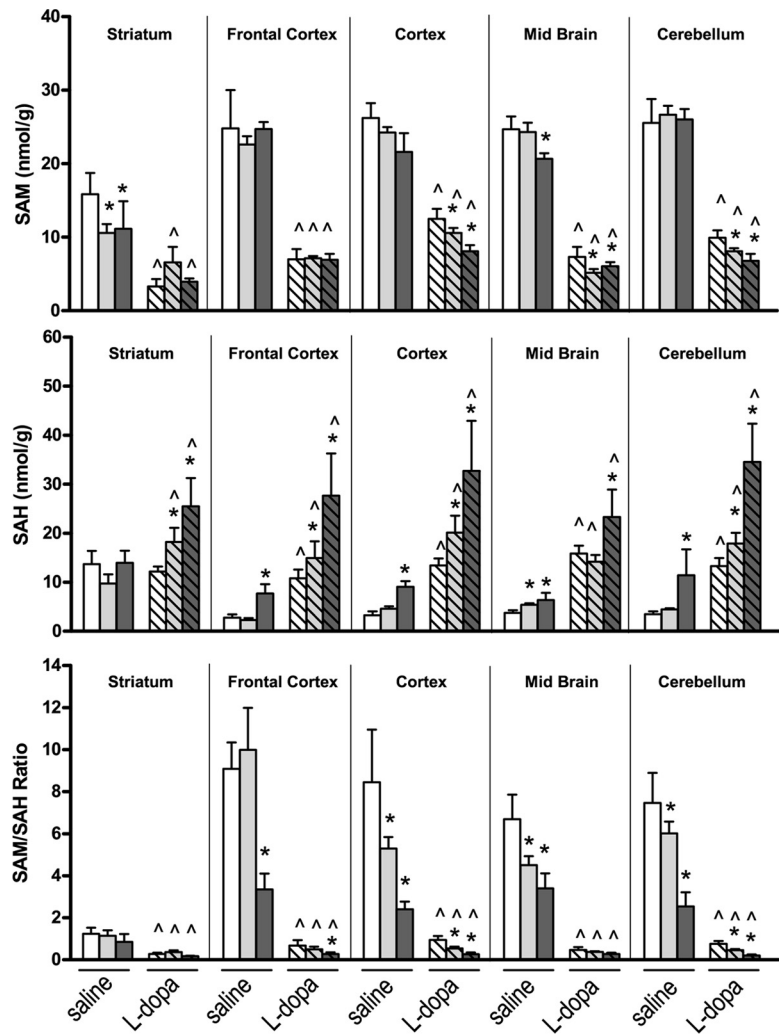 40
30
20
10
0
SAM (nmol/g)
Striatum Frontal Cortex Cortex Mid Brain Cerebellum
* * ^ ^ ^
^ ^ ^
^ ^* ^*
* ^ ^* ^*
^ ^* ^*
60
50
40
30
20
10
0
SAH (nmol/g)
Striatum Frontal Cortex Cortex Mid Brain Cerebellum
^* ^*
* ^ ^* ^*
* ^ ^* ^*
* * ^ ^ ^*
* ^ ^* ^*
14
12
10
8
6
4
2
0
SAM/SAH Ratio
Striatum Frontal Cortex Cortex Mid Brain Cerebellum
^ ^ ^
* ^ ^ ^*
* * ^ ^* ^*
* * ^ ^ ^
* * ^ ^* ^*
saline L-dopa saline L-dopa saline L-dopa saline L-dopa saline L-dopa